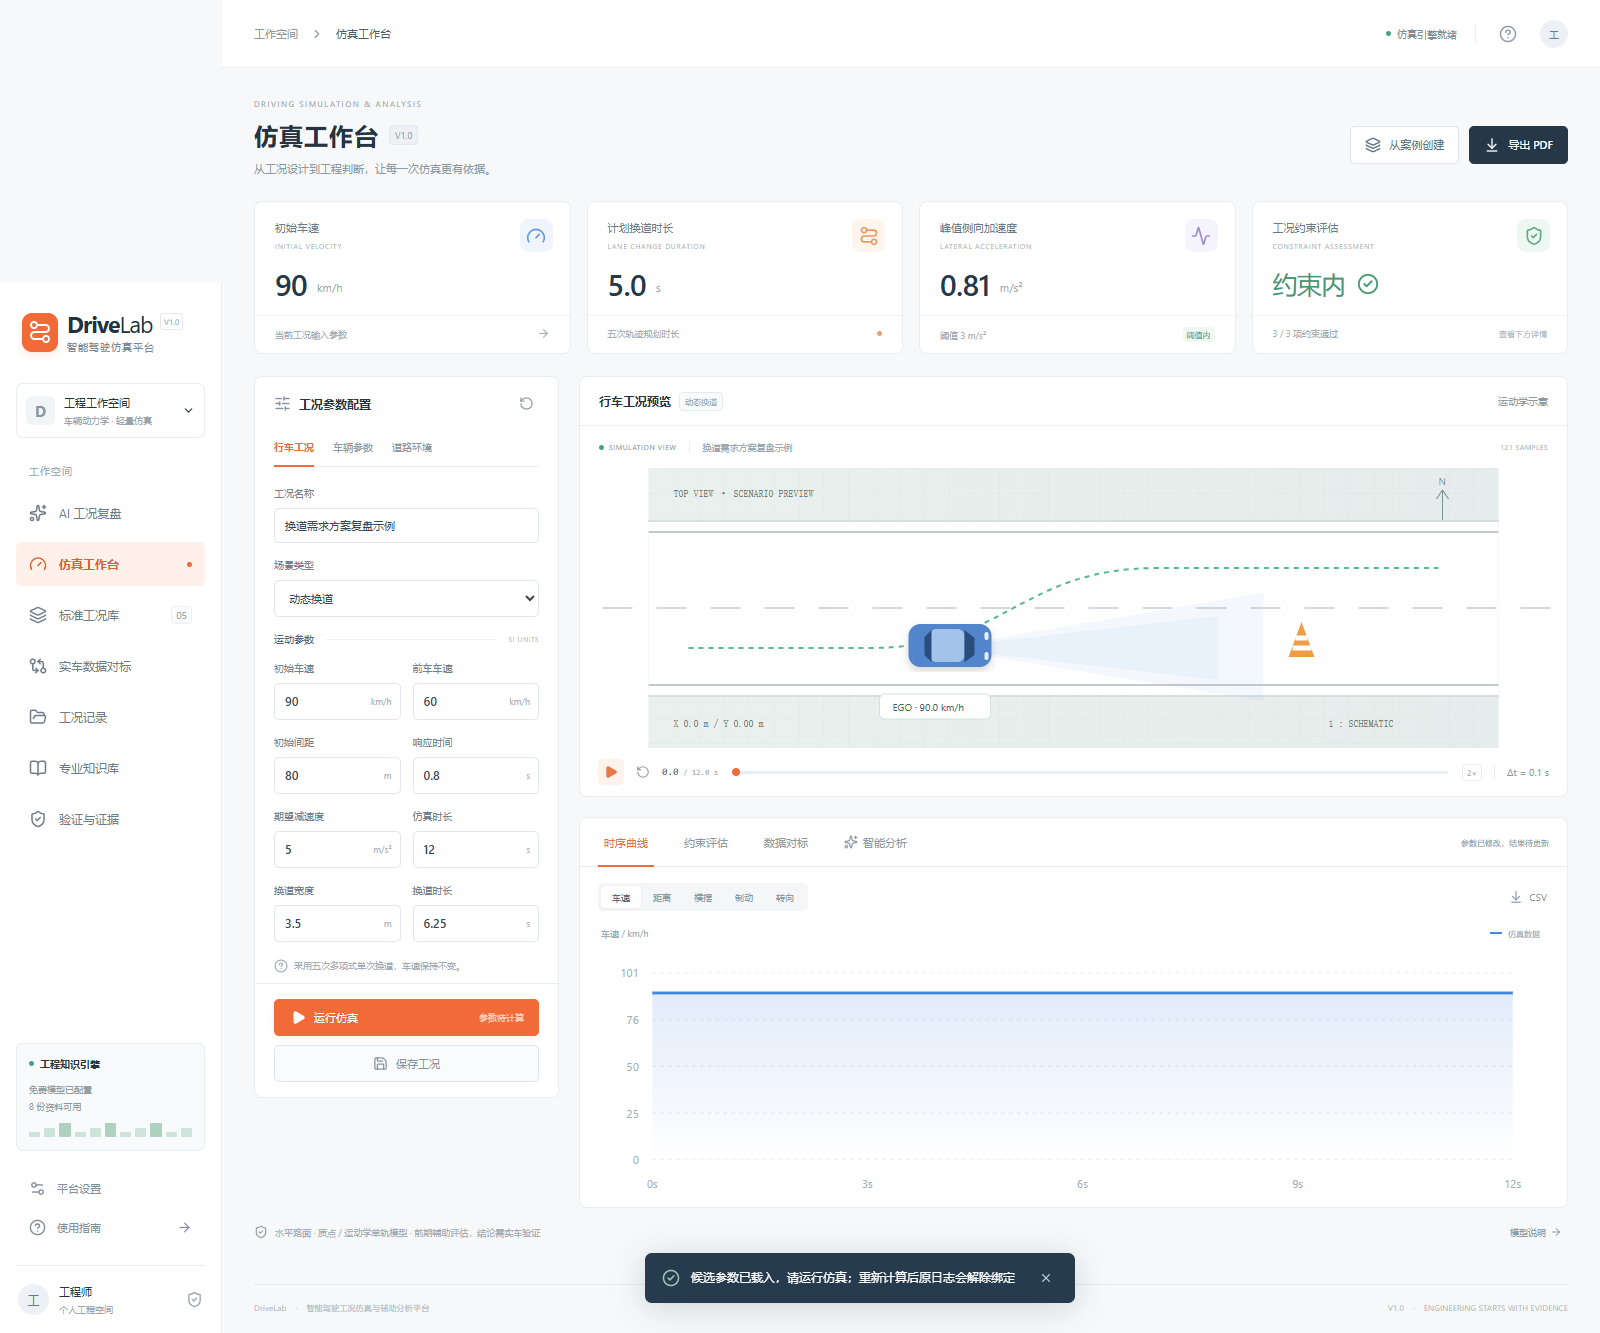 工作空间 > 仿真工作台
仿真引擎就绪
工
DRIVING SIMULATION & ANALYSIS
仿真工作台 V1.0
从工况设计到工程判断，让每一次仿真更有依据。
从案例创建
导出 PDF
初始车速
INITIAL VELOCITY
90 km/h
当前工况输入参数
计划换道时长
LANE CHANGE DURATION
5.0 s
五次轨迹规划时长
峰值侧向加速度
LATERAL ACCELERATION
0.81 m/s²
阈值 3 m/s²
阈值内
工况约束评估
CONSTRAINT ASSESSMENT
约束内
3 / 3 项约束通过
查看下方详情
DriveLab V1.0
智能驾驶仿真平台
D
工程工作空间
车辆动力学 · 轻量仿真
工作空间
AI 工况复盘
仿真工作台
标准工况库 05
实车数据对标
工况记录
专业知识库
验证与证据
工程知识引擎
免费模型已配置
8 份资料可用
平台设置
使用指南
工
工程师
个人工程空间
工况参数配置
行车工况 车辆参数 道路环境
工况名称
换道需求方案复盘示例
场景类型
动态换道
运动参数 SI UNITS
初始车速 前车车速
90 km/h 60 km/h
初始间距 响应时间
80 m 0.8 s
期望减速度 仿真时长
5 m/s² 12 s
换道宽度 换道时长
3.5 m 6.25 s
采用五次多项式单次换道，车速保持不变。
运行仿真 参数待计算
保存工况
行车工况预览 动态换道
运动学示意
SIMULATION VIEW 换道需求方案复盘示例
121 SAMPLES
TOP VIEW • SCENARIO PREVIEW
N
EGO · 90.0 km/h
X 0.0 m / Y 0.00 m
1 : SCHEMATIC
0.0 / 12.0 s
2×
Δt = 0.1 s
时序曲线 约束评估 数据对标 智能分析
参数已修改，结果待更新
车速 距离 横摆 制动 转向
CSV
车速 / km/h
仿真数据
101
76
50
25
0
0s 3s 6s 9s 12s
水平路面 · 质点 / 运动学单轨模型 · 前期辅助评估，结论需实车验证
模型说明
候选参数已载入，请运行仿真；重新计算后原日志会解除绑定
DriveLab · 智能驾驶工况仿真与辅助分析平台
V1.0 · ENGINEERING STARTS WITH EVIDENCE